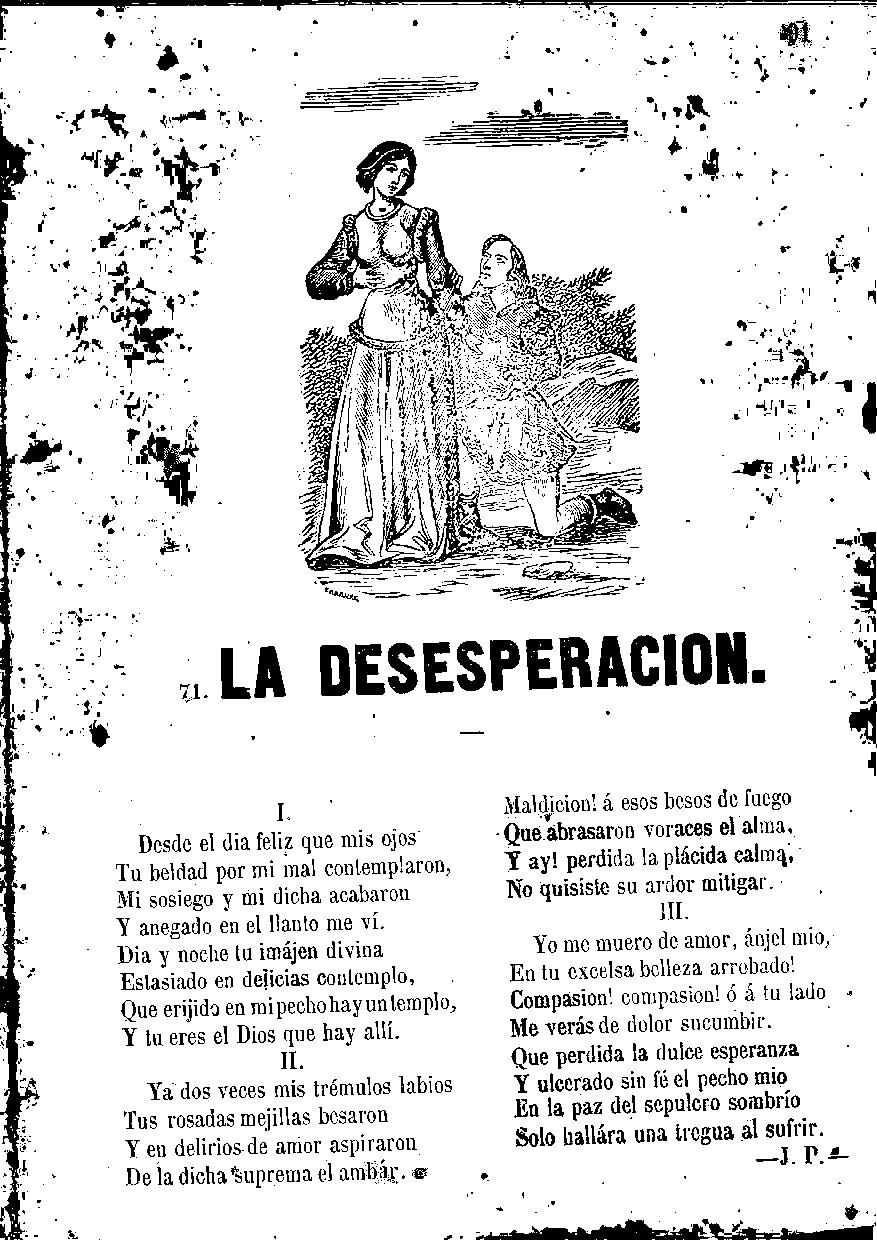 71. LA DESESPERACION.
I.
Desde el dia feliz que mis ojos
Tu beldad por mi mal contemplaron,
Mi sosiego y mi dicha acabaron
Y anegado en el llanto me ví.
Dia y noche tu imájen divina
Estasiado en delicias contemplo,
Que erijido en mi pecho hay un templo,
Y tu eres el Dios que hay allí.
II.
Ya dos veces mis trémulos labios
Tus rosadas mejillas besaron
Y en delirios de amor aspiraron
De la dicha suprema el ambár.
Maldicion! á esos besos de fuego
Que abrasaron voraces el alma,
Y ay! perdida la plácida calma,
No quisiste su ardor mitigar.
III.
Yo me muero de amor, ánjel mio,
En tu excelsa belleza arrobado!
Compasion! compasion! ó á tu lado
Me verás de dolor sucumbir.
Que perdida la dulce esperanza
Y ulcerado sin fé el pecho mio
En la paz del sepulcro sombrío
Solo hallára una tregua al sufrir.
—J. P.—